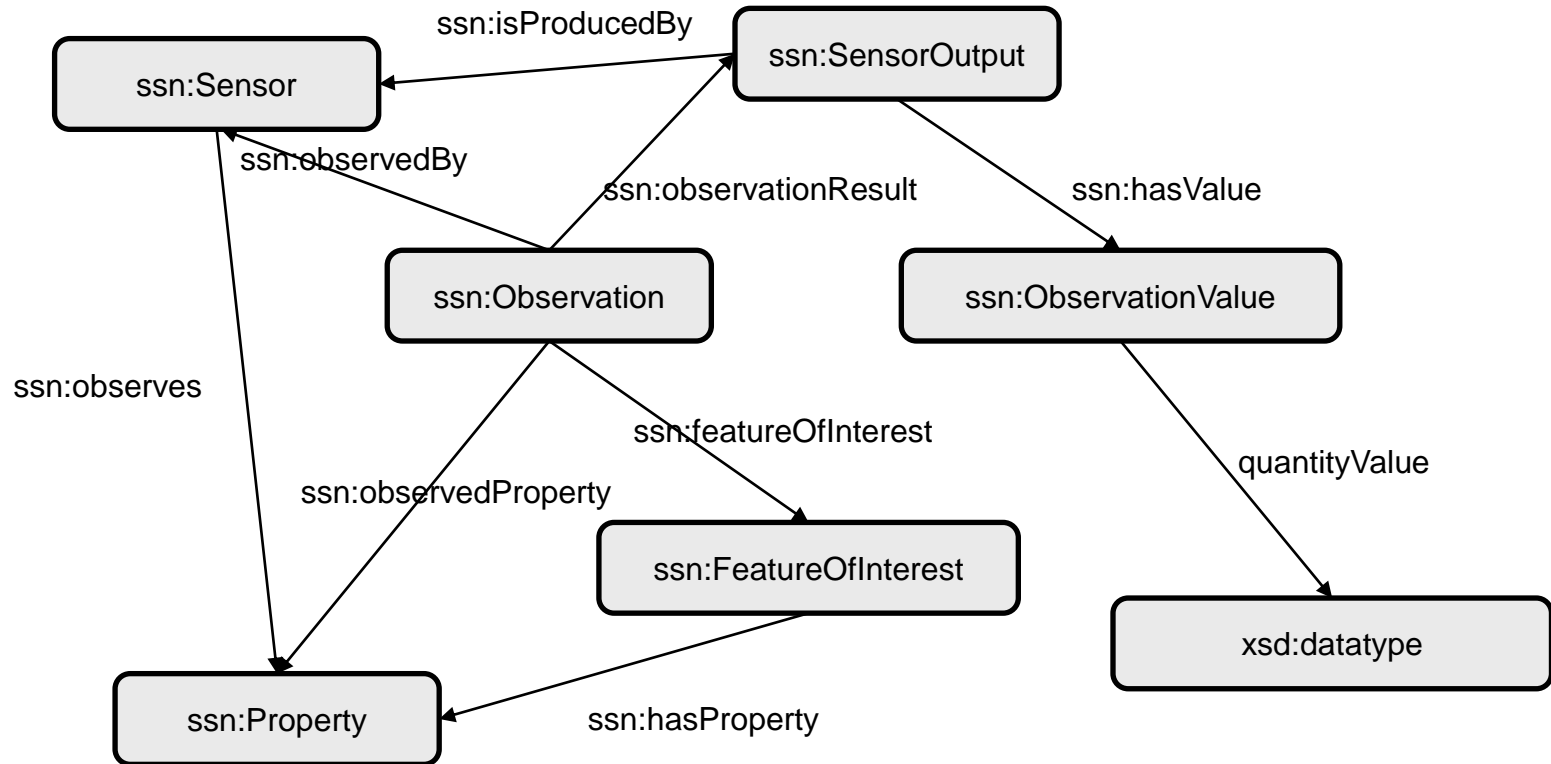 ssn:isProducedBy
ssn:SensorOutput
ssn:Sensor
ssn:observedBy
ssn:observationResult
ssn:hasValue
ssn:Observation
ssn:ObservationValue
ssn:observes
ssn:featureOfInterest
quantityValue
ssn:observedProperty
ssn:FeatureOfInterest
xsd:datatype
ssn:Property
ssn:hasProperty